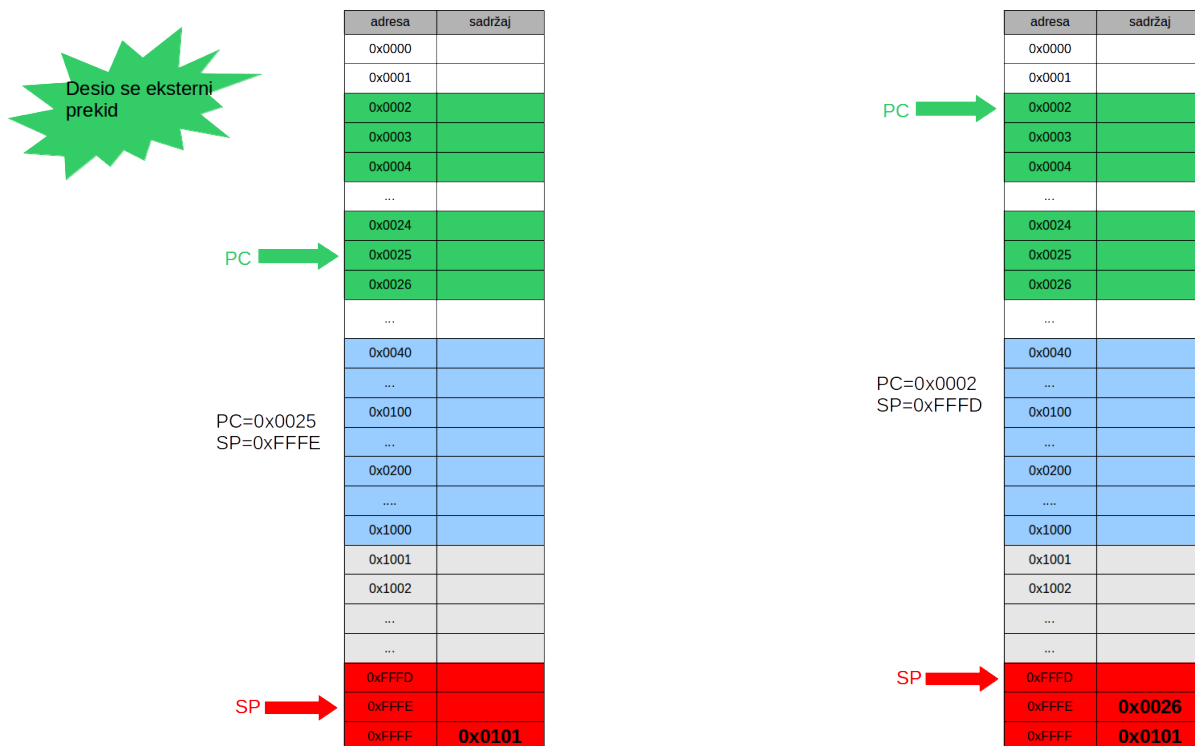 Desio se eksterni
prekid
adresa sadržaj
0x0000
0x0001
0x0002
0x0003
0x0004
...
0x0024
PC 0x0025
0x0026
...
0x0040
...
0x0100
...
0x0200
....
0x1000
0x1001
0x1002
...
...
0xFFFD
SP 0xFFFE
0xFFFF 0x0101
PC=0x0025
SP=0xFFFE
adresa sadržaj
0x0000
0x0001
PC 0x0002
0x0003
0x0004
...
0x0024
0x0025
0x0026
...
0x0040
...
0x0100
...
0x0200
....
0x1000
0x1001
0x1002
...
...
SP 0xFFFD
0xFFFE 0x0026
0xFFFF 0x0101
PC=0x0002
SP=0xFFFD